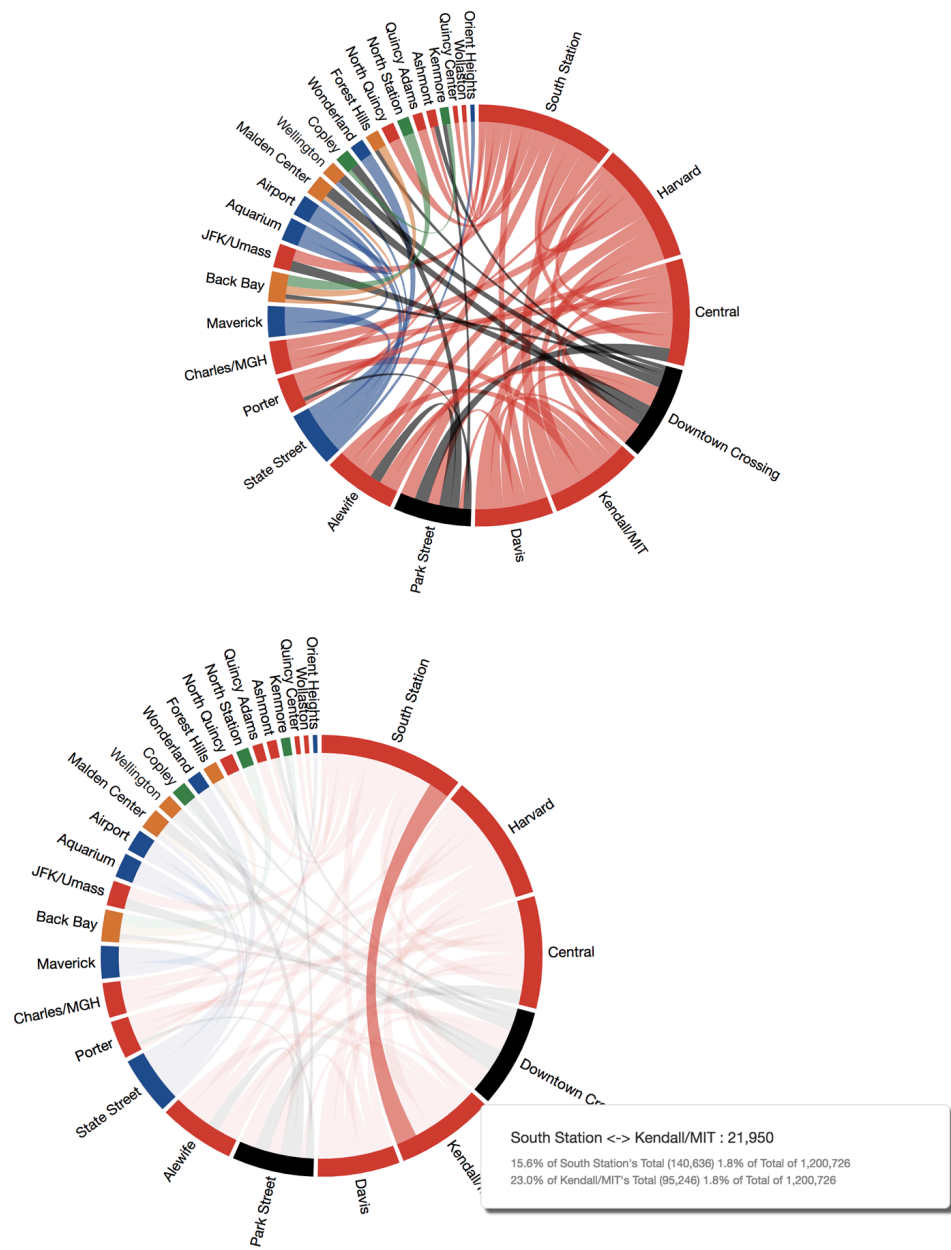 Orient Heights
Wollaston
Quincy Center
Kenmore
Ashmont
Quincy Adams
North Station
North Quincy
Forest Hills
Wonderland
Copley
Wellington
Malden Center
Airport
Aquarium
JFK/Umass
Back Bay
Maverick
Charles/MGH
Porter
State Street
Alewife
Park Street
Davis
Kendall/MIT
Downtown Crossing
Central
Harvard
South Station
Orient Heights
Wollaston
Quincy Center
Kenmore
Ashmont
Quincy Adams
North Station
North Quincy
Forest Hills
Wonderland
Copley
Wellington
Malden Center
Airport
Aquarium
JFK/Umass
Back Bay
Maverick
Charles/MGH
Porter
State Street
Alewife
Park Street
Davis
Kendall/
Downtown Cr
Central
Harvard
South Station
South Station <-> Kendall/MIT : 21,950
15.6% of South Station's Total (140,636) 1.8% of Total of 1,200,726
23.0% of Kendall/MIT's Total (95,246) 1.8% of Total of 1,200,726